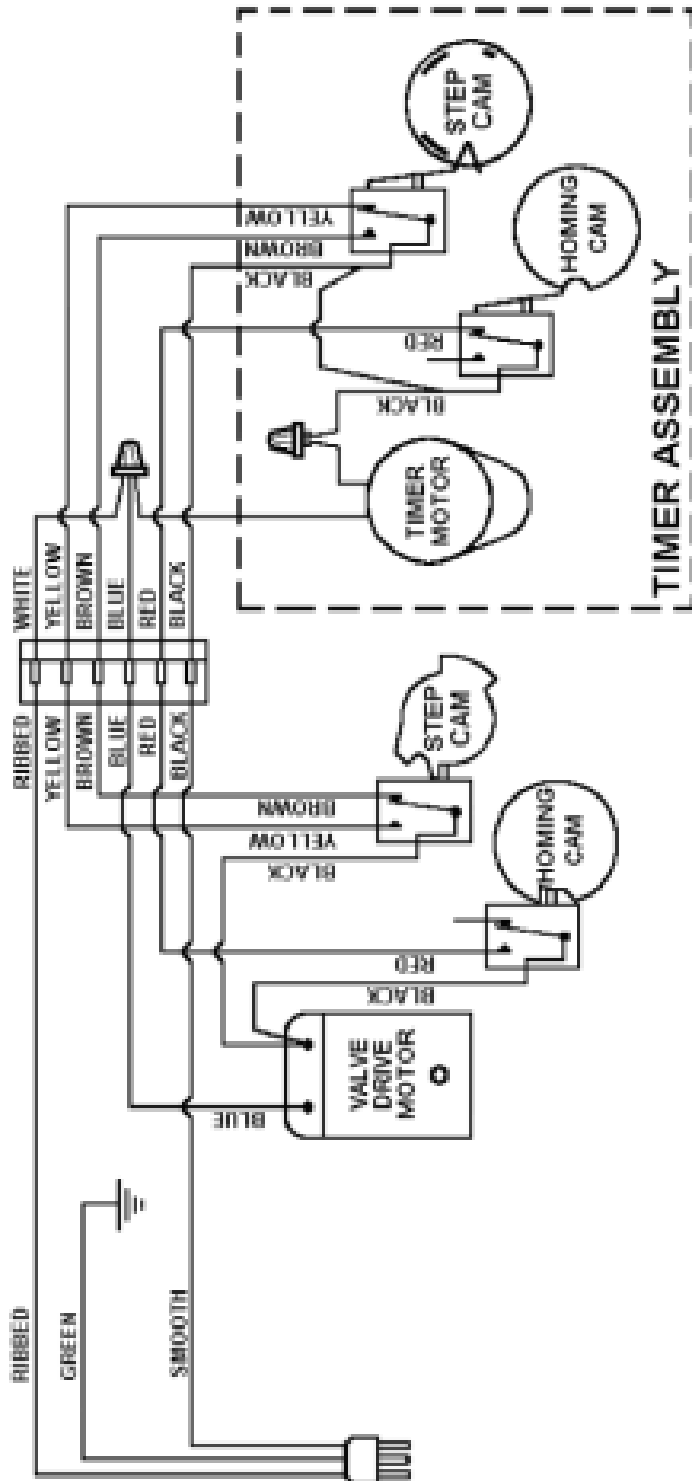 RIBBED
GREEN
SMOOTH
RIBBED
YELLOW
BROWN
BLUE
RED
BLACK
WHITE
YELLOW
BROWN
BLUE
RED
BLACK
BLUE
VALVE
DRIVE
MOTOR
BLACK
RED
BLACK
YELLOW
BROWN
STEP
CAM
HOMING
CAM
TIMER
MOTOR
BLACK
RED
BLACK
BROWN
YELLOW
STEP
CAM
HOMING
CAM
TIMER ASSEMBLY